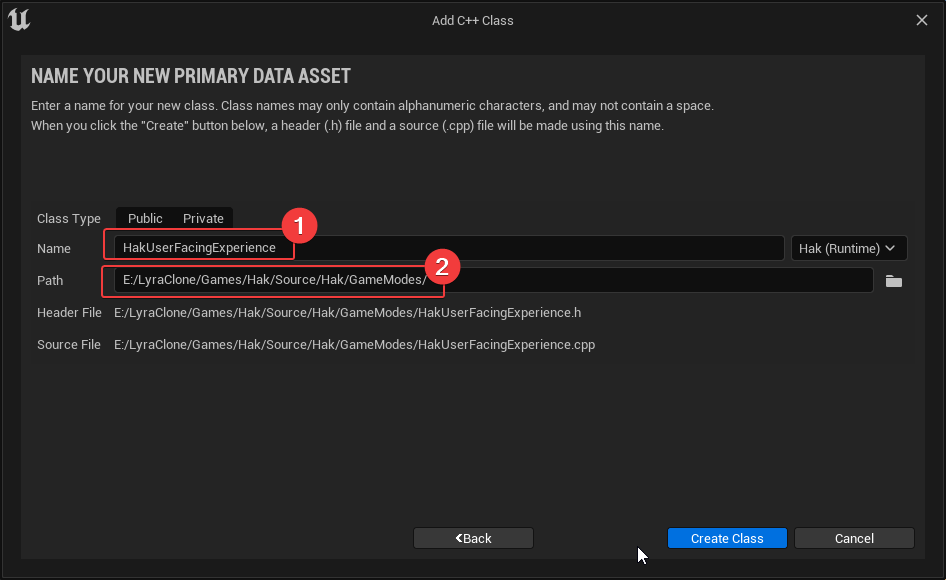 Add C++ Class
NAME YOUR NEW PRIMARY DATA ASSET
Enter a name for your new class. Class names may only contain alphanumeric characters, and may not contain a space.
When you click the "Create" button below, a header (.h) file and a source (.cpp) file will be made using this name.
Class Type Public Private
1
Name HakUserFacingExperience Hak (Runtime)
2
Path E:/LyraClone/Games/Hak/Source/Hak/GameModes/
Header File E:/LyraClone/Games/Hak/Source/Hak/GameModes/HakUserFacingExperience.h
Source File E:/LyraClone/Games/Hak/Source/Hak/GameModes/HakUserFacingExperience.cpp
Back Create Class Cancel